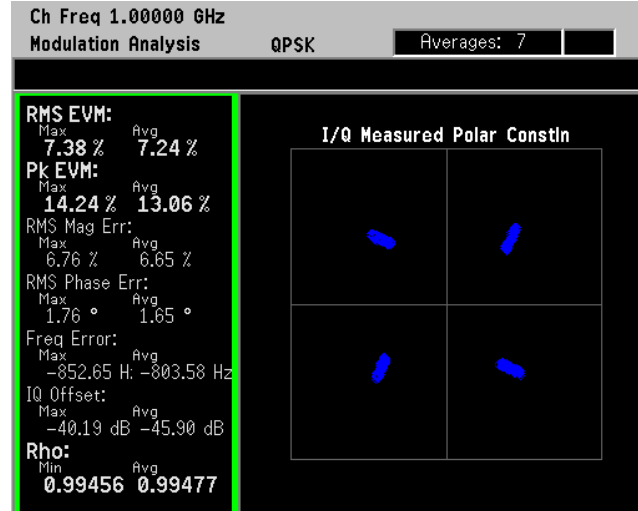 Ch Freq 1.00000 GHz
Modulation Analysis QPSK Averages: 7
RMS EVM:
Max Avg
7.38 % 7.24 %
Pk EVM:
Max Avg
14.24 % 13.06 %
RMS Mag Err:
Max Avg
6.76 % 6.65 %
RMS Phase Err:
Max Avg
1.76 ° 1.65 °
Freq Error:
Max Avg
-852.65 H: -803.58 Hz
IQ Offset:
Max Avg
-40.19 dB -45.90 dB
Rho:
Min Avg
0.99456 0.99477
I/Q Measured Polar Constln